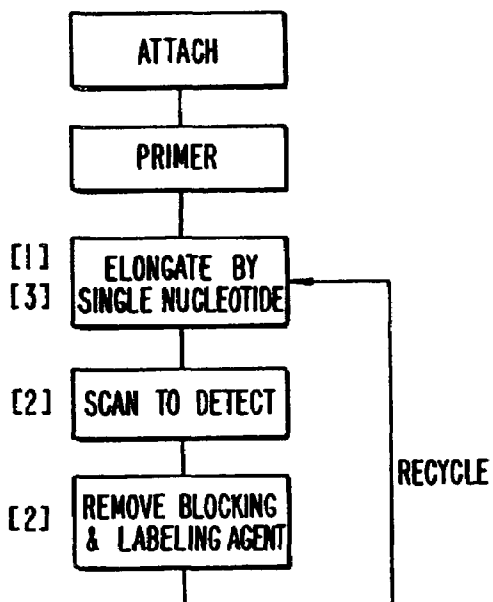 ATTACH
PRIMER
[1]
[3]
ELONGATE BY
SINGLE NUCLEOTIDE
[2]
SCAN TO DETECT
RECYCLE
[2]
REMOVE BLOCKING
& LABELING AGENT